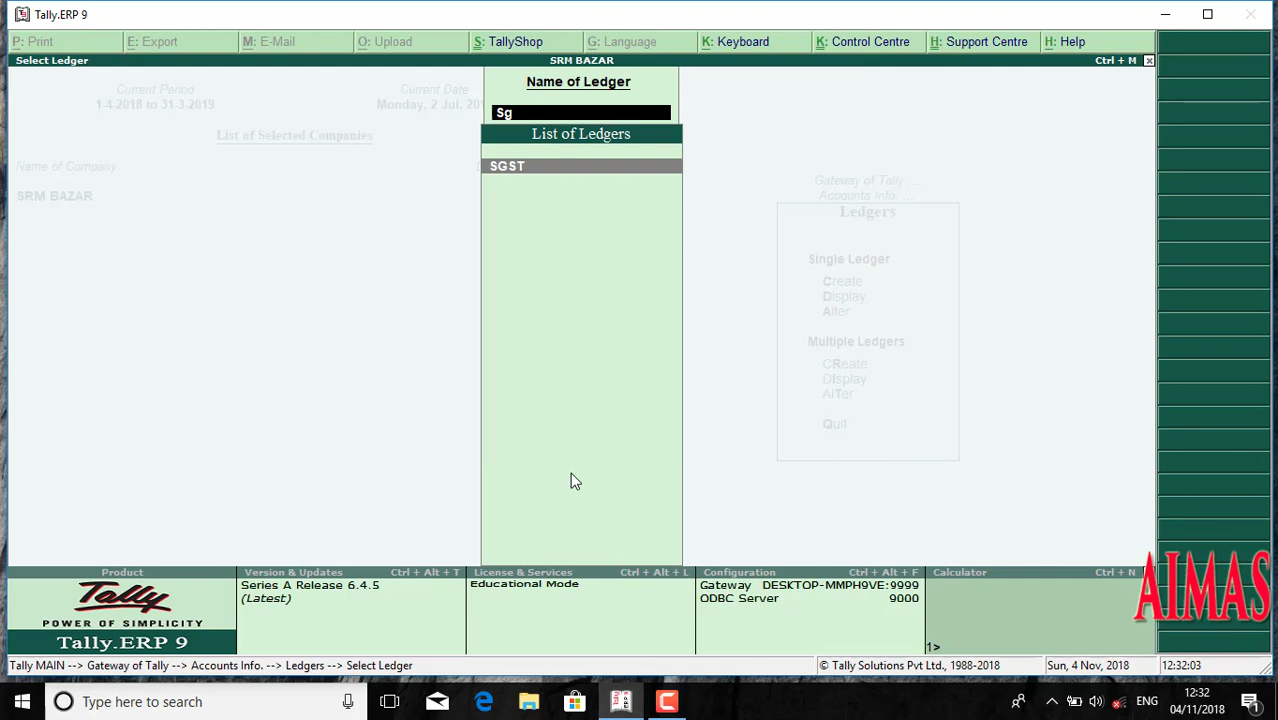 Tally.ERP 9
P: Print
E: Export
M: E-Mail
O: Upload
S: TallyShop
G: Language
K: Keyboard
K: Control Centre
H: Support Centre
H: Help
Select Ledger
SRM BAZAR
Ctrl + M
Current Period
1-4-2018 to 31-3-2019
Current Date
Monday, 2 Jul, 201
List of Selected Companies
Name of Company
SRM BAZAR
Name of Ledger
Sg
List of Ledgers
SGST
Gateway of Tally ....
Accounts Info. ....
Ledgers
Single Ledger
Create
Display
Alter
Multiple Ledgers
CReate
DIsplay
AlTer
Quit
Product
Tally
POWER OF SIMPLICITY
Tally.ERP 9
Version & Updates
Ctrl + Alt + T
Series A Release 6.4.5
(Latest)
License & Services
Ctrl + Alt + L
Educational Mode
Configuration
Ctrl + Alt + F
Gateway DESKTOP-MMPH9VE:9999
ODBC Server 9000
Calculator
Ctrl + N
1>
AIMAS
Tally MAIN --> Gateway of Tally --> Accounts Info. --> Ledgers --> Select Ledger
© Tally Solutions Pvt Ltd., 1988-2018
Sun, 4 Nov, 2018
12:32:03
Type here to search
ENG
12:32
04/11/2018
1